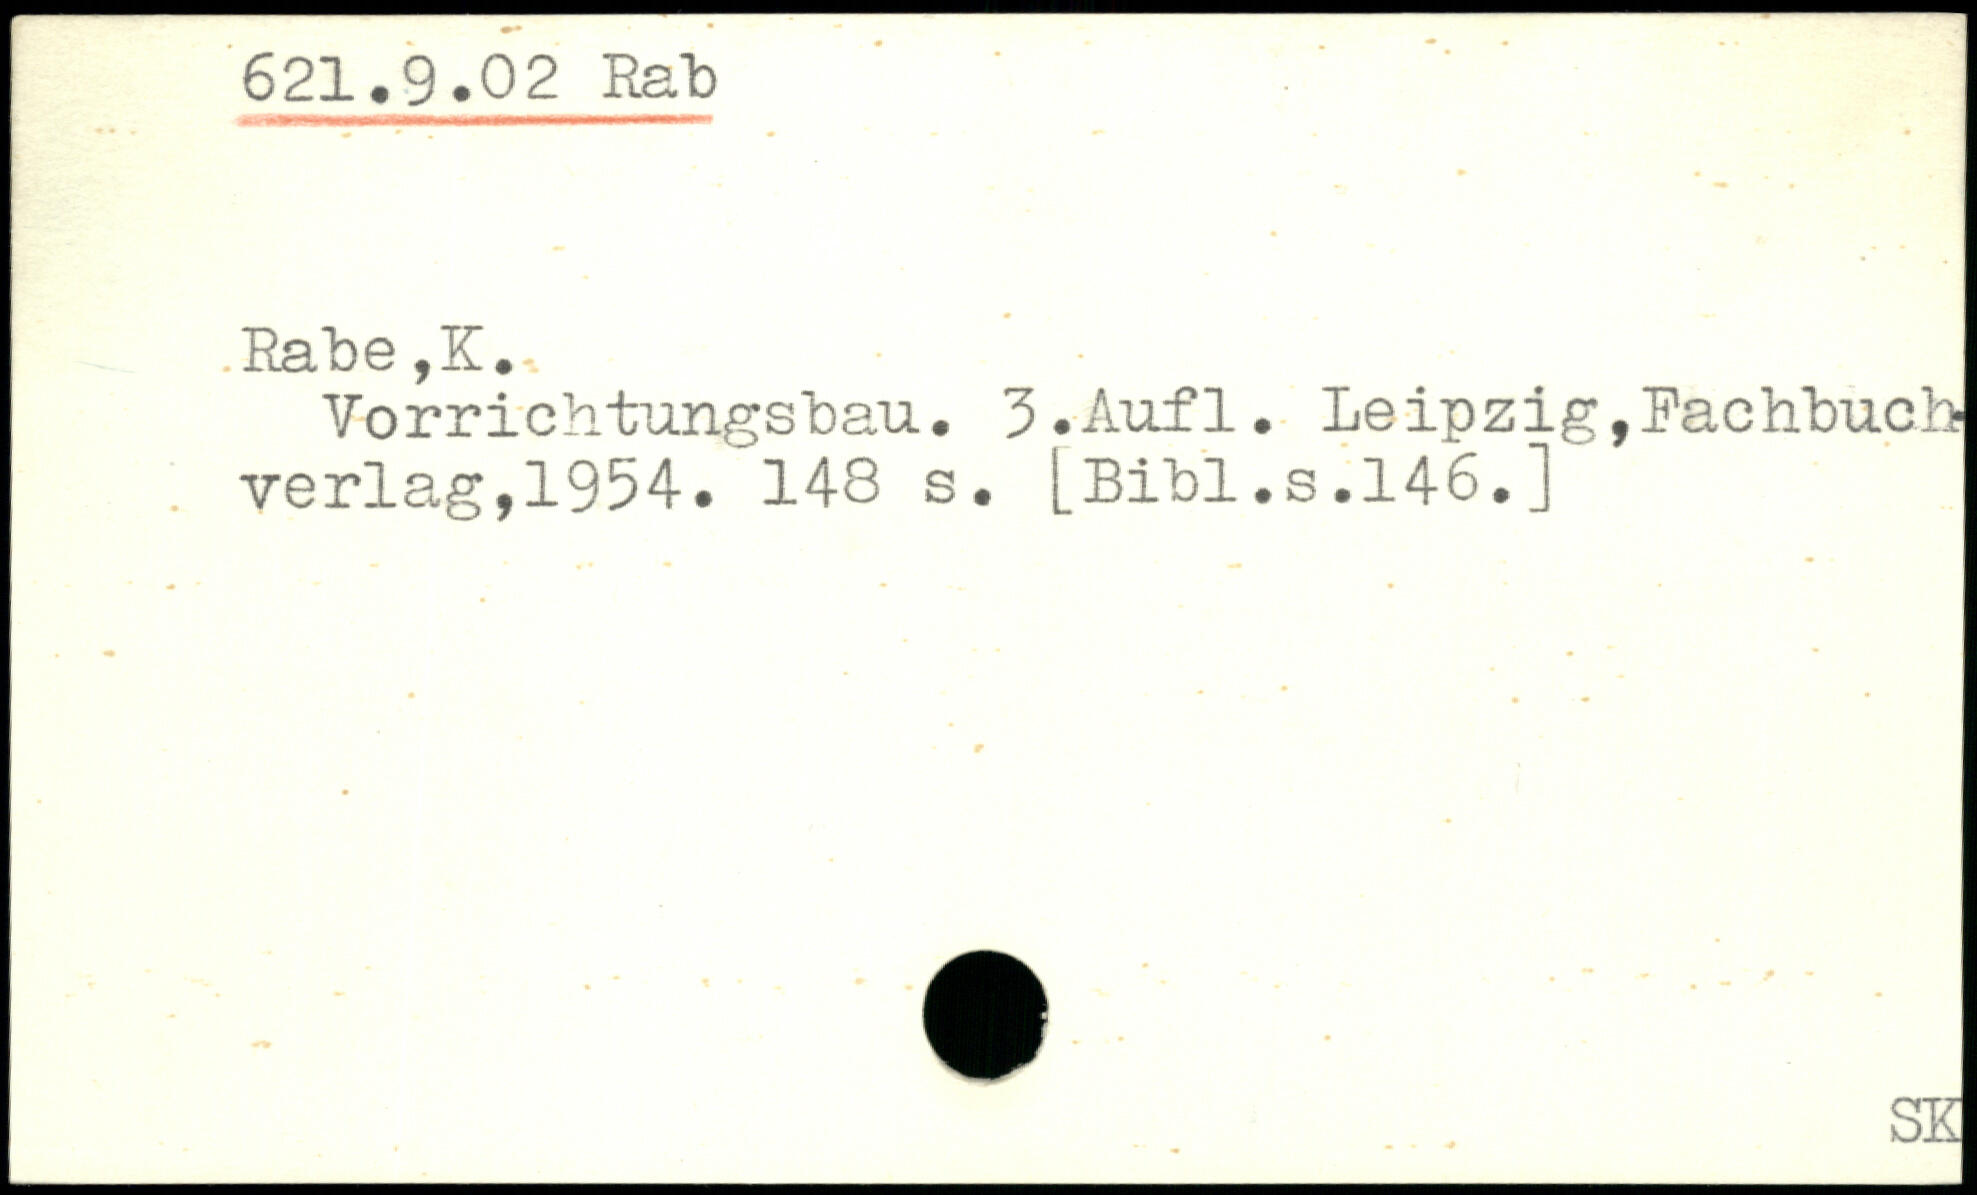 621.9.02 Rab
Rabe,K.
Vorrichtungsbau. 3.Aufl. Leipzig,Fachbuch-
verlag,1954. 148 s. [Bibl.s.146.]
SK